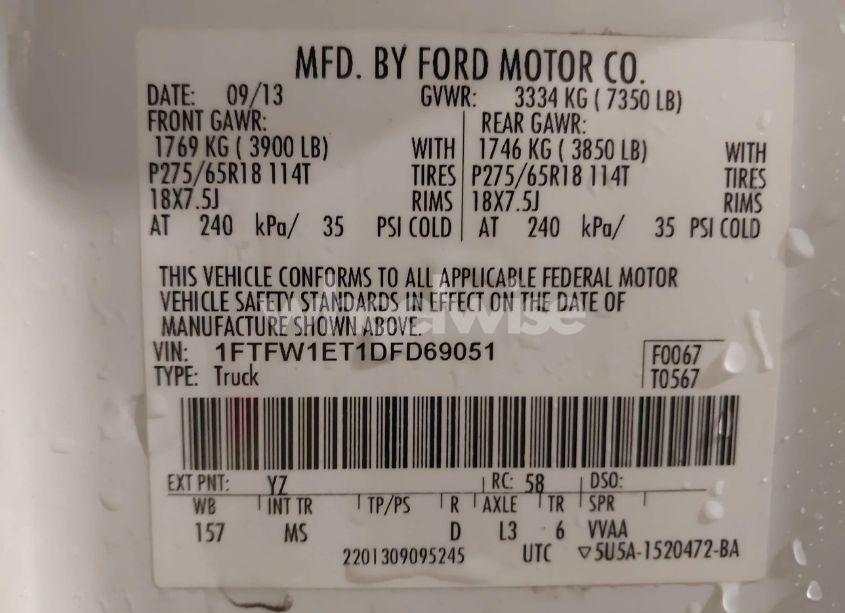 MFD. BY FORD MOTOR CO.
DATE: 09/13 GVWR: 3334 KG ( 7350 LB)
FRONT GAWR: REAR GAWR:
1769 KG ( 3900 LB) WITH 1746 KG ( 3850 LB) WITH
P275/65R18 114T TIRES P275/65R18 114T TIRES
18X7.5J RIMS 18X7.5J RIMS
AT 240 kPa/ 35 PSI COLD AT 240 kPa/ 35 PSI COLD
THIS VEHICLE CONFORMS TO ALL APPLICABLE FEDERAL MOTOR
VEHICLE SAFETY STANDARDS IN EFFECT ON THE DATE OF
MANUFACTURE SHOWN ABOVE.
VIN: 1FTFW1ET1DFD69051 F0067
TYPE: Truck T0567
EXT PNT: YZ RC: 58 DSO:
WB INT TR TP/PS R AXLE TR SPR
157 MS D L3 6 VVAA
2201309095245 UTC ▽5U5A-1520472-BA